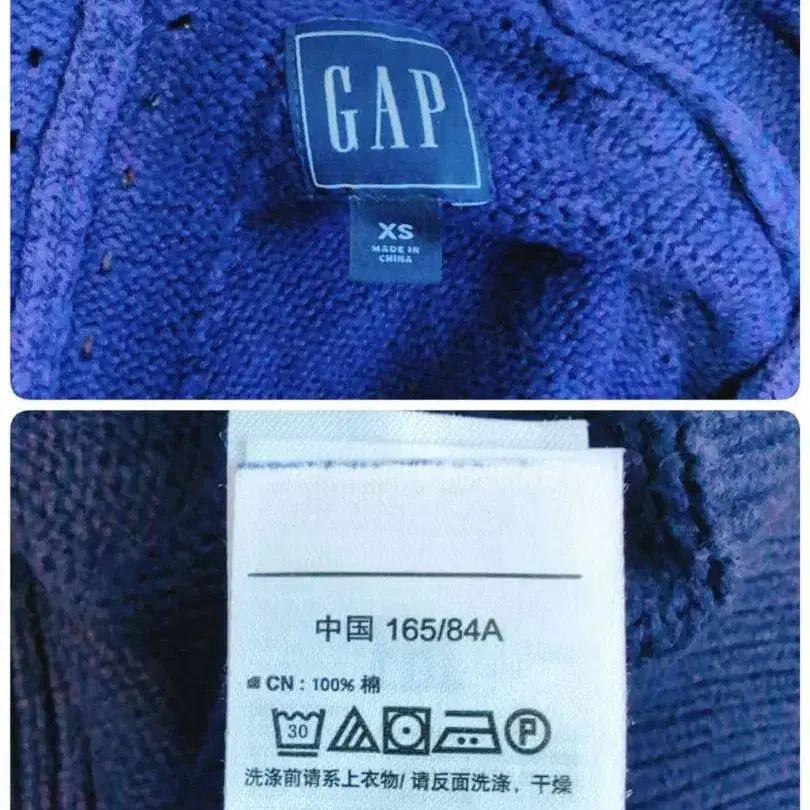 GAP
XS
MADE IN
CHINA
中国 165/84A
CN : 100% 棉
30
P
洗涤前请系上衣物/ 请反面洗涤, 干燥